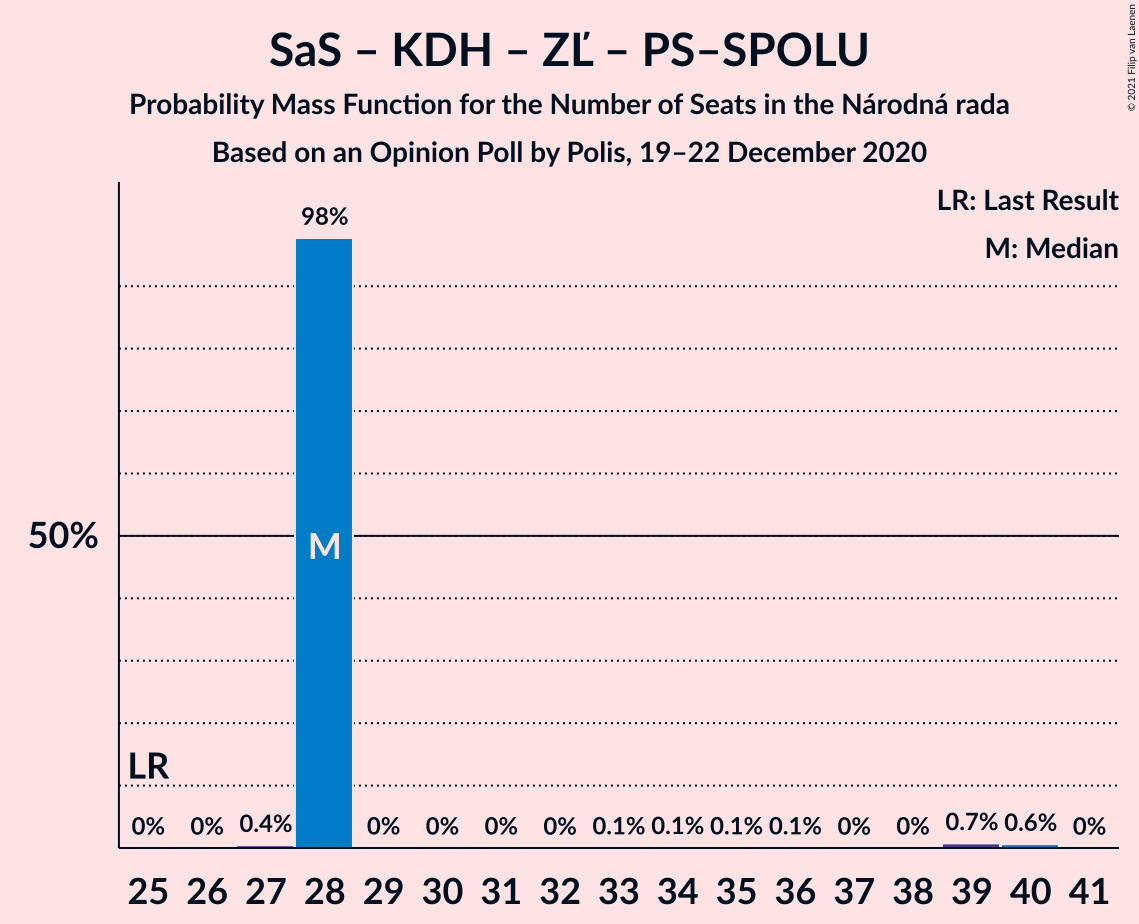 SaS – KDH – ZĽ – PS–SPOLU
Probability Mass Function for the Number of Seats in the Národná rada
Based on an Opinion Poll by Polis, 19–22 December 2020
© 2021 Filip van Laenen
LR: Last Result
M: Median
98%
50%
M
LR
0% 0% 0.4% 0% 0% 0% 0% 0.1% 0.1% 0.1% 0.1% 0% 0% 0.7% 0.6% 0%
25 26 27 28 29 30 31 32 33 34 35 36 37 38 39 40 41